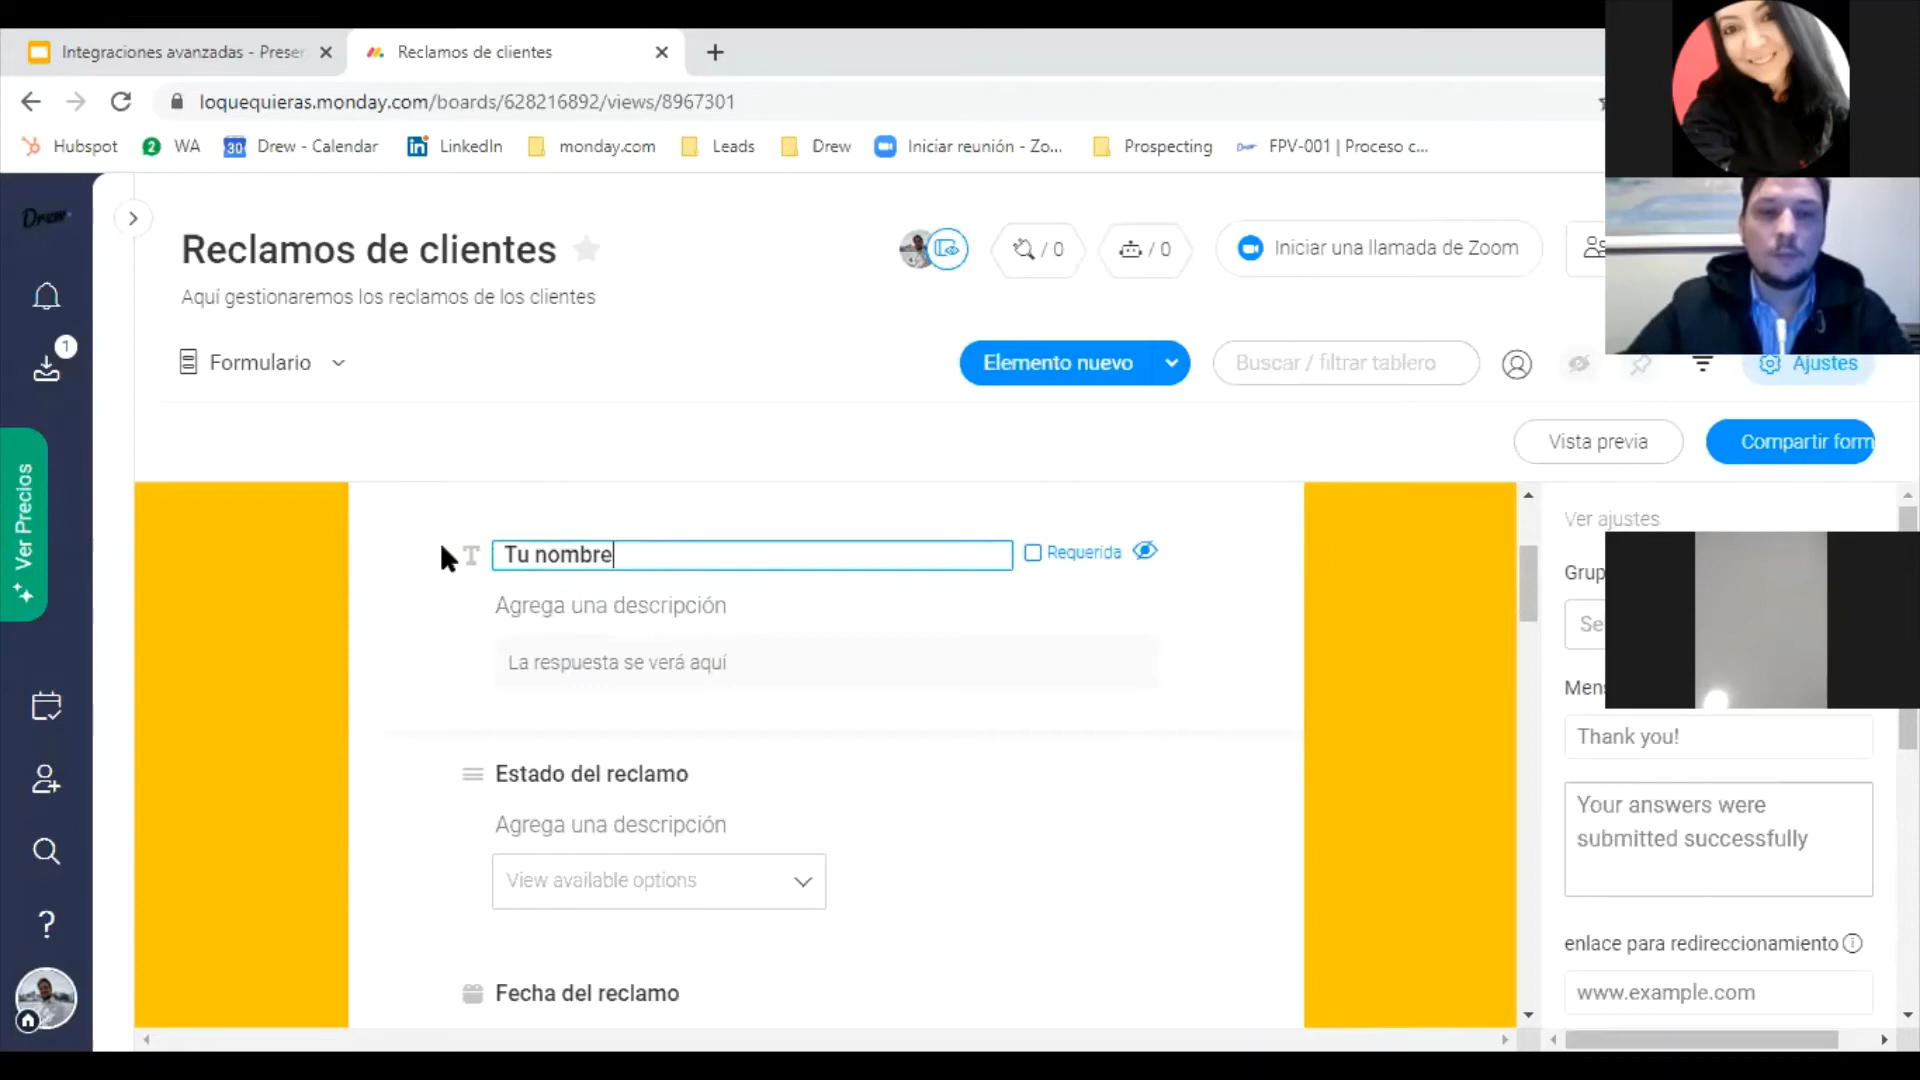 Integraciones avanzadas - Preser
Reclamos de clientes
loquequieras.monday.com/boards/628216892/views/8967301
Hubspot
2
WA
30
Drew - Calendar
LinkedIn
monday.com
Leads
Drew
Iniciar reunión - Zo...
Prospecting
FPV-001 | Proceso c...
Drew
Reclamos de clientes
/ 0
/ 0
Iniciar una llamada de Zoom
Aquí gestionaremos los reclamos de los clientes
1
Formulario
Elemento nuevo
Buscar / filtrar tablero
Ajustes
Vista previa
Compartir form
Ver Precios
Tu nombre
Requerida
Agrega una descripción
La respuesta se verá aquí
Estado del reclamo
Agrega una descripción
View available options
Fecha del reclamo
Ver ajustes
Grup
Se
Mens
Thank you!
Your answers were
submitted successfully
enlace para redireccionamiento
www.example.com